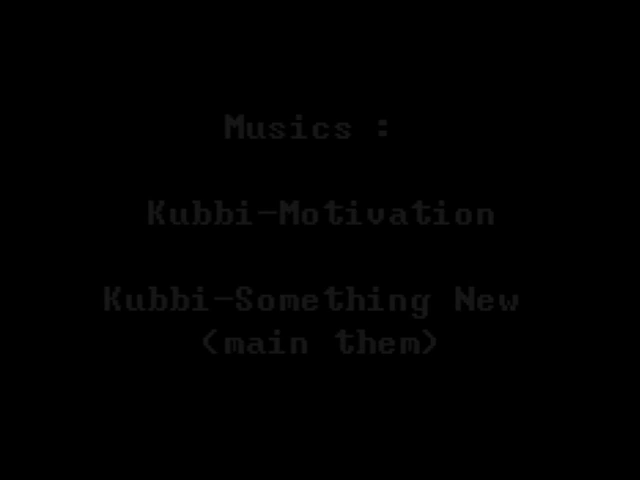 Musics :
Kubbi-Motivation
Kubbi-Something New
(main them)